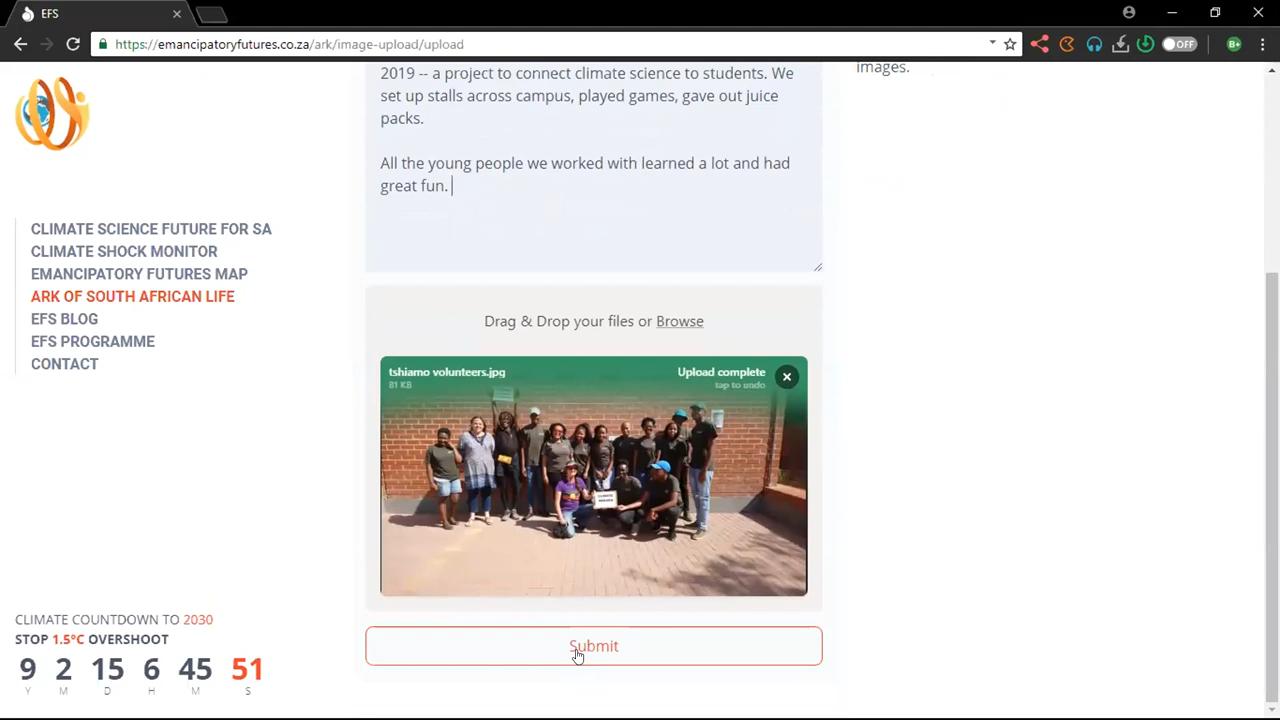 EFS
https://emancipatoryfutures.co.za/ark/image-upload/upload
OFF
B+
CLIMATE SCIENCE FUTURE FOR SA
CLIMATE SHOCK MONITOR
EMANCIPATORY FUTURES MAP
ARK OF SOUTH AFRICAN LIFE
EFS BLOG
EFS PROGRAMME
CONTACT
CLIMATE COUNTDOWN TO 2030
STOP 1.5°C OVERSHOOT
9 2 15 6 45 51
Y M D H M S
2019 -- a project to connect climate science to students. We
set up stalls across campus, played games, gave out juice
packs.
All the young people we worked with learned a lot and had
great fun.
Drag & Drop your files or Browse
tshiamo volunteers.jpg
81 KB
Upload complete
tap to undo
Submit
images.